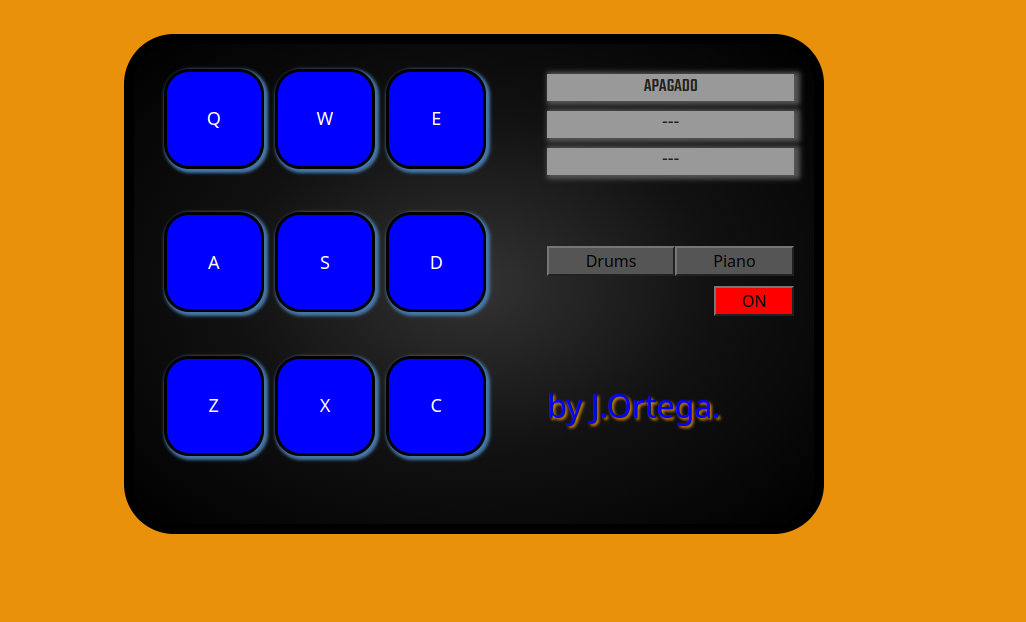 Q W E
APAGADO
---
---
A S D
Drums Piano
ON
Z X C
by J.Ortega.